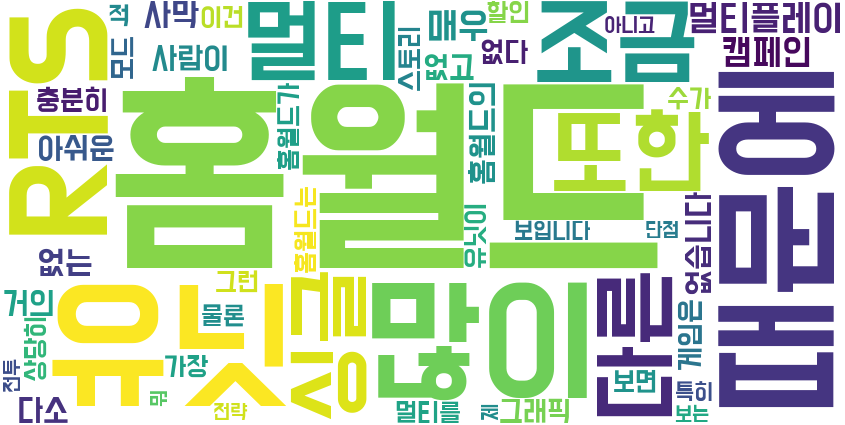 적
사막
이건
멀티
매우
할인
조금
아니고
멀티플레이
RTS
모드
사람이
스토리
없고
없다
캠페인
충분히
홈월드
홈월드가
홈월드의
또한
수가
에코패
아쉬운
홈월드는
유닛이
보입니다
단점
없습니다
없는
그런
거의
물론
유닛
싱글
많이
단
게임은
상당히
전투
가장
다소
뭔
전략
멀티를
젠
그래픽
보면
특히
보는